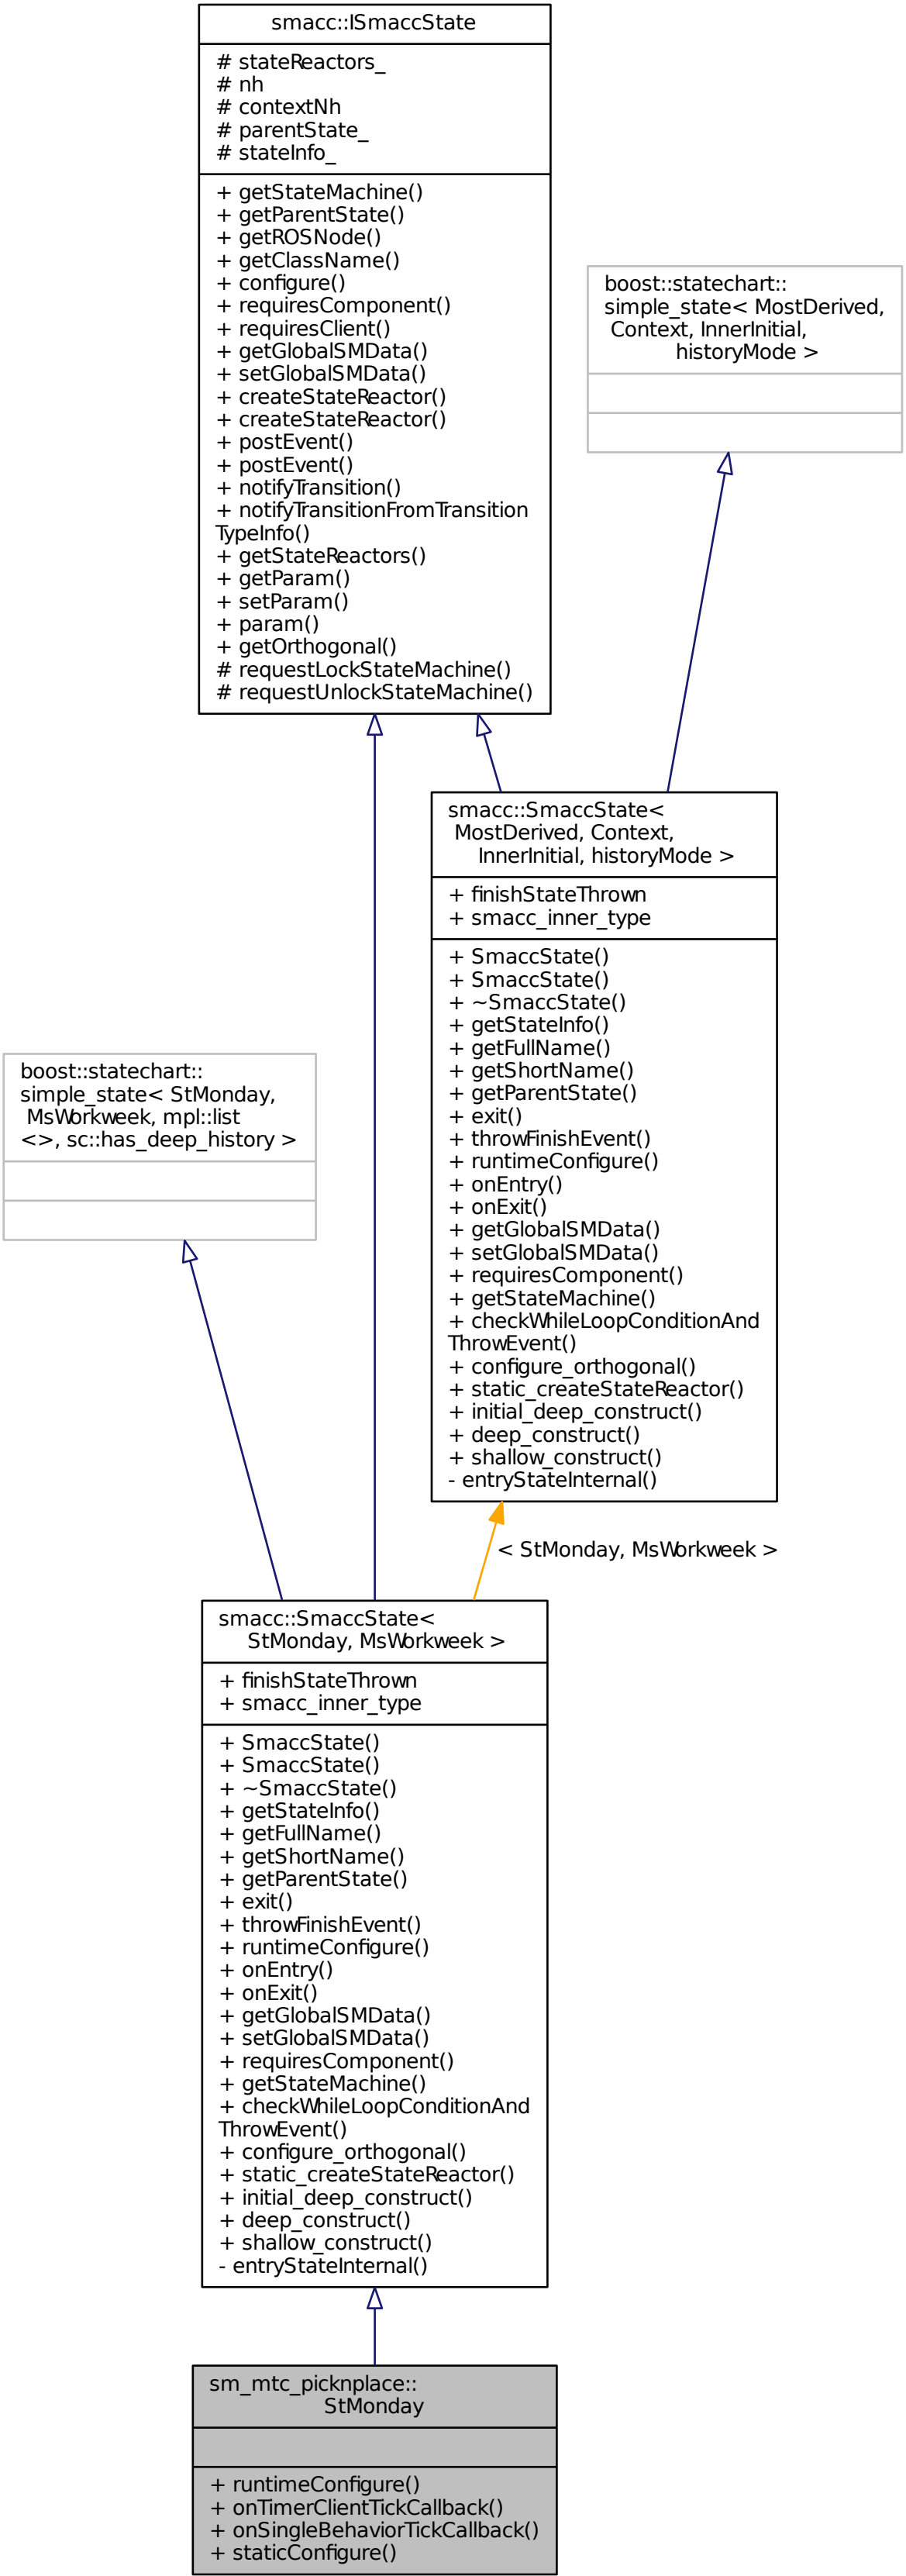 smacc::ISmaccState
# stateReactors_
# nh
# contextNh
# parentState_
# stateInfo_
+ getStateMachine()
+ getParentState()
+ getROSNode()
+ getClassName()
+ configure()
+ requiresComponent()
+ requiresClient()
+ getGlobalSMData()
+ setGlobalSMData()
+ createStateReactor()
+ createStateReactor()
+ postEvent()
+ postEvent()
+ notifyTransition()
+ notifyTransitionFromTransition
TypeInfo()
+ getStateReactors()
+ getParam()
+ setParam()
+ param()
+ getOrthogonal()
# requestLockStateMachine()
# requestUnlockStateMachine()
boost::statechart::
simple_state< MostDerived,
Context, InnerInitial,
historyMode >
smacc::SmaccState<
MostDerived, Context,
InnerInitial, historyMode >
+ finishStateThrown
+ smacc_inner_type
+ SmaccState()
+ SmaccState()
+ ~SmaccState()
+ getStateInfo()
+ getFullName()
+ getShortName()
+ getParentState()
+ exit()
+ throwFinishEvent()
+ runtimeConfigure()
+ onEntry()
+ onExit()
+ getGlobalSMData()
+ setGlobalSMData()
+ requiresComponent()
+ getStateMachine()
+ checkWhileLoopConditionAnd
ThrowEvent()
+ configure_orthogonal()
+ static_createStateReactor()
+ initial_deep_construct()
+ deep_construct()
+ shallow_construct()
- entryStateInternal()
boost::statechart::
simple_state< StMonday,
MsWorkweek, mpl::list
<>, sc::has_deep_history >
< StMonday, MsWorkweek >
smacc::SmaccState<
StMonday, MsWorkweek >
+ finishStateThrown
+ smacc_inner_type
+ SmaccState()
+ SmaccState()
+ ~SmaccState()
+ getStateInfo()
+ getFullName()
+ getShortName()
+ getParentState()
+ exit()
+ throwFinishEvent()
+ runtimeConfigure()
+ onEntry()
+ onExit()
+ getGlobalSMData()
+ setGlobalSMData()
+ requiresComponent()
+ getStateMachine()
+ checkWhileLoopConditionAnd
ThrowEvent()
+ configure_orthogonal()
+ static_createStateReactor()
+ initial_deep_construct()
+ deep_construct()
+ shallow_construct()
- entryStateInternal()
sm_mtc_picknplace::
StMonday
+ runtimeConfigure()
+ onTimerClientTickCallback()
+ onSingleBehaviorTickCallback()
+ staticConfigure()